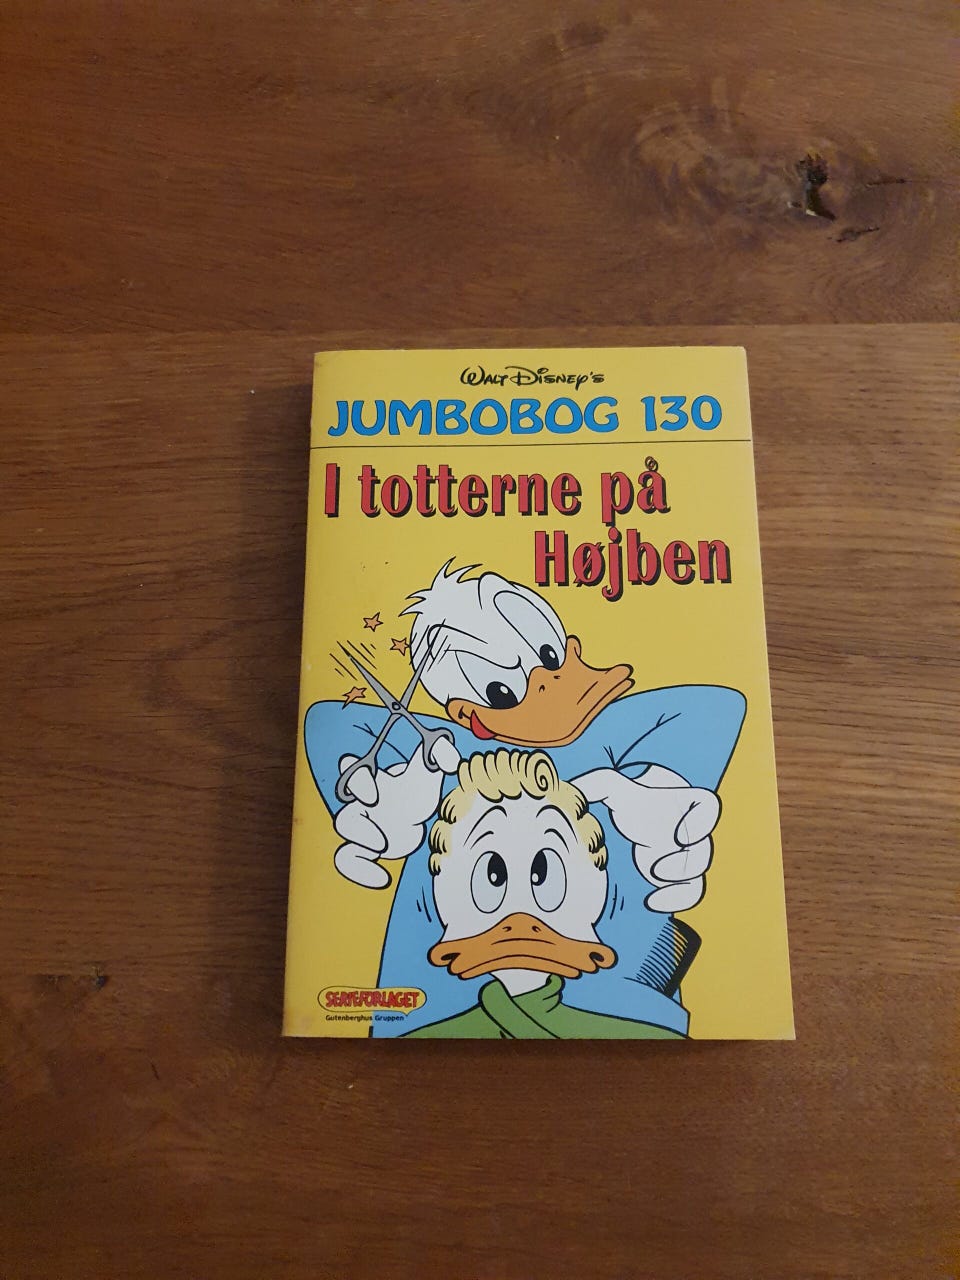 WALT DISNEY'S
JUMBOBOG 130
I totterne på
Højben
SERIEFORLAGET
Gutenberghus Gruppen